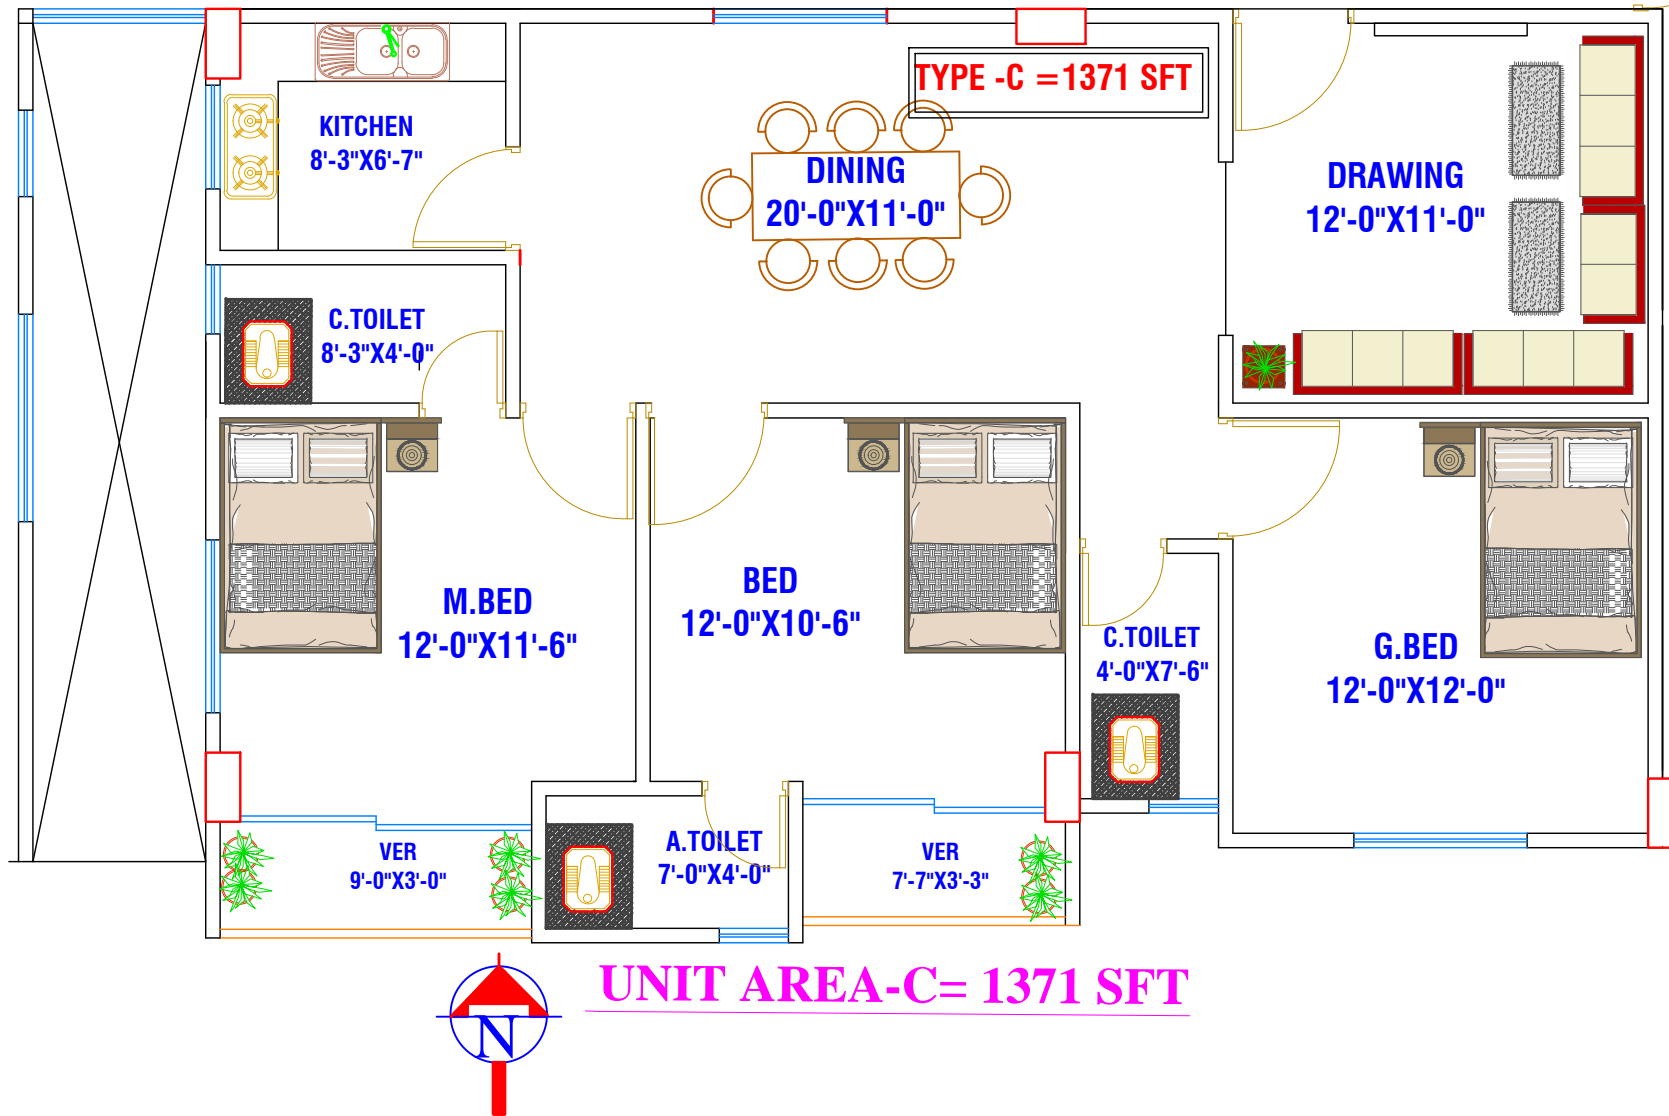 TYPE -C =1371 SFT
KITCHEN
8'-3"X6'-7"
DINING
20'-0"X11'-0"
DRAWING
12'-0"X11'-0"
C.TOILET
8'-3"X4'-0"
M.BED
12'-0"X11'-6"
BED
12'-0"X10'-6"
C.TOILET
4'-0"X7'-6"
G.BED
12'-0"X12'-0"
VER
9'-0"X3'-0"
A.TOILET
7'-0"X4'-0"
VER
7'-7"X3'-3"
UNIT AREA-C= 1371 SFT
N